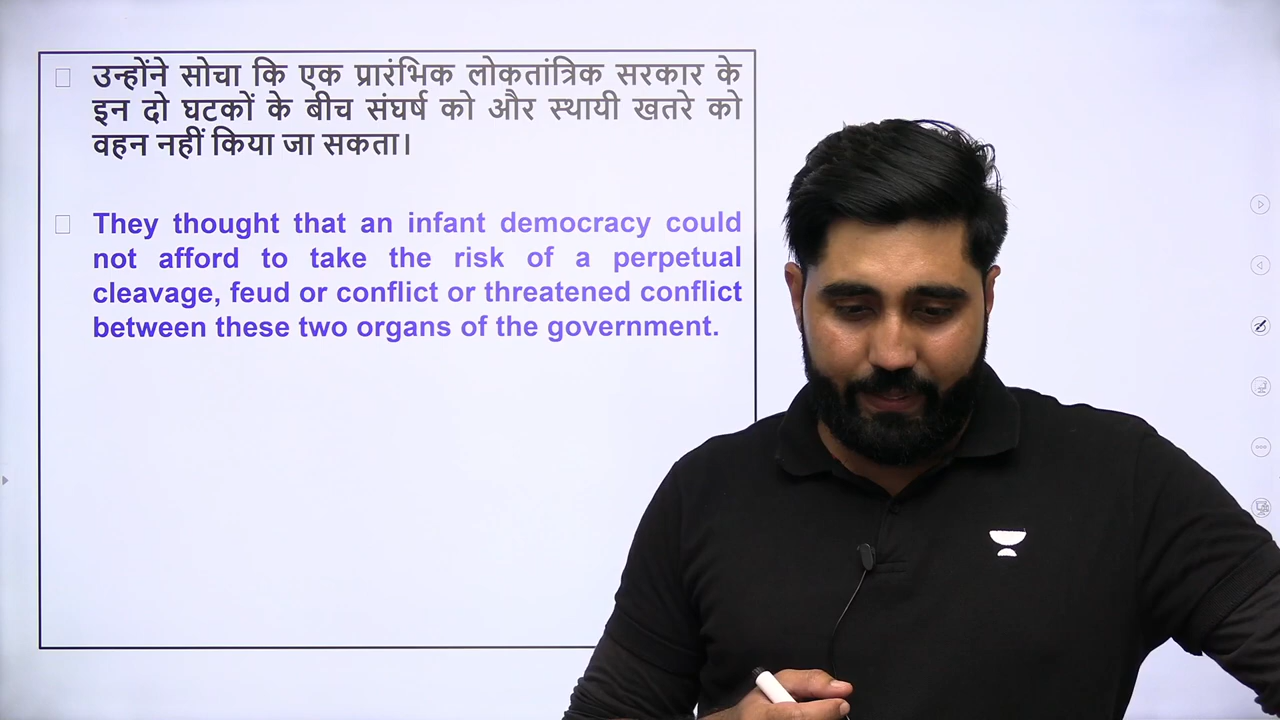 उन्होंने सोचा कि एक प्रारंभिक लोकतांत्रिक सरकार के
इन दो घटकों के बीच संघर्ष को और स्थायी खतरे को
वहन नहीं किया जा सकता।
They thought that an infant democracy could
not afford to take the risk of a perpetual
cleavage, feud or conflict or threatened conflict
between these two organs of the government.